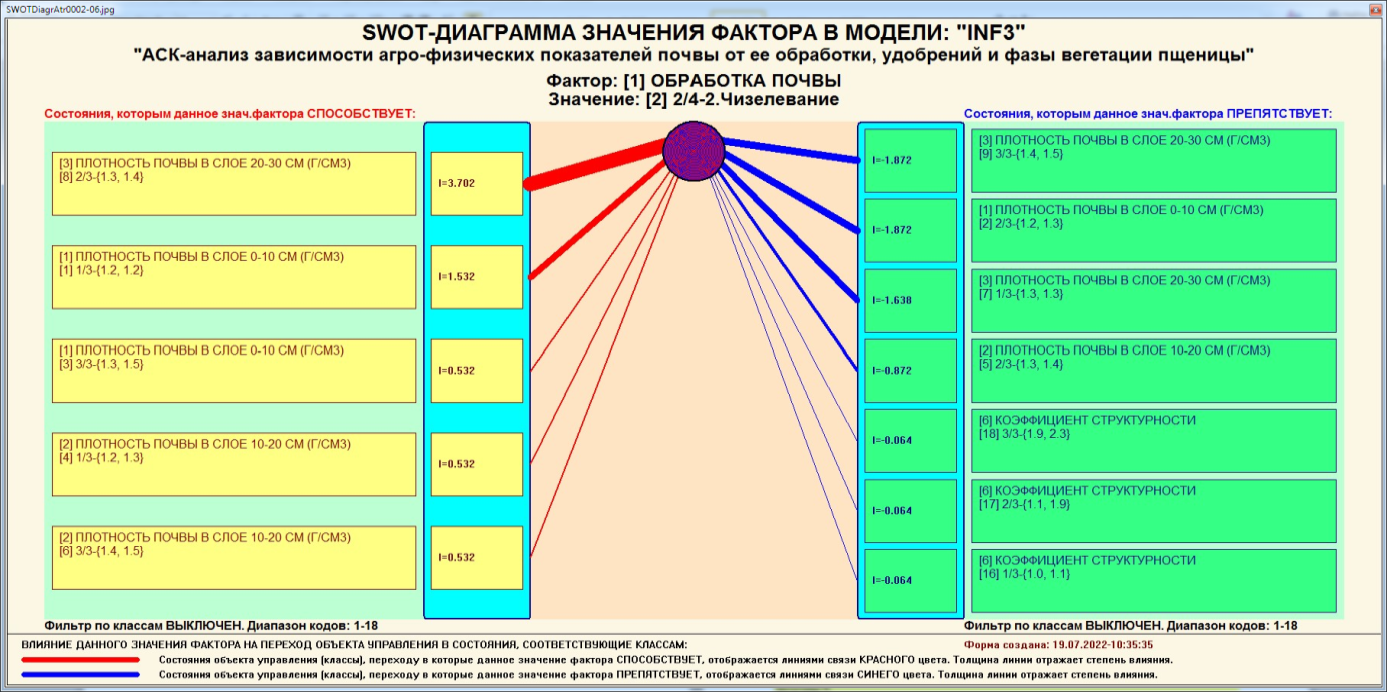 SWOTDiagrAtr0002-06.jpg
SWOT-ДИАГРАММА ЗНАЧЕНИЯ ФАКТОРА В МОДЕЛИ: "INF3"
"АСК-анализ зависимости агро-физических показателей почвы от ее обработки, удобрений и фазы вегетации пщеницы"
Фактор: [1] ОБРАБОТКА ПОЧВЫ
Значение: [2] 2/4-2.Чизелевание
Состояния, которым данное знач.фактора СПОСОБСТВУЕТ:
[3] ПЛОТНОСТЬ ПОЧВЫ В СЛОЕ 20-30 СМ (Г/СМ3)
[8] 2/3-{1.3, 1.4}
I=3.702
[1] ПЛОТНОСТЬ ПОЧВЫ В СЛОЕ 0-10 СМ (Г/СМ3)
[1] 1/3-{1.2, 1.2}
I=1.532
[1] ПЛОТНОСТЬ ПОЧВЫ В СЛОЕ 0-10 СМ (Г/СМ3)
[3] 3/3-{1.3, 1.5}
I=0.532
[2] ПЛОТНОСТЬ ПОЧВЫ В СЛОЕ 10-20 СМ (Г/СМ3)
[4] 1/3-{1.2, 1.3}
I=0.532
[2] ПЛОТНОСТЬ ПОЧВЫ В СЛОЕ 10-20 СМ (Г/СМ3)
[6] 3/3-{1.4, 1.5}
I=0.532
Фильтр по классам ВЫКЛЮЧЕН. Диапазон кодов: 1-18
Состояния, которым данное знач.фактора ПРЕПЯТСТВУЕТ:
I=-1.872
[3] ПЛОТНОСТЬ ПОЧВЫ В СЛОЕ 20-30 СМ (Г/СМ3)
[9] 3/3-{1.4, 1.5}
I=-1.872
[1] ПЛОТНОСТЬ ПОЧВЫ В СЛОЕ 0-10 СМ (Г/СМ3)
[2] 2/3-{1.2, 1.3}
I=-1.638
[3] ПЛОТНОСТЬ ПОЧВЫ В СЛОЕ 20-30 СМ (Г/СМ3)
[7] 1/3-{1.3, 1.3}
I=-0.872
[2] ПЛОТНОСТЬ ПОЧВЫ В СЛОЕ 10-20 СМ (Г/СМ3)
[5] 2/3-{1.3, 1.4}
I=-0.064
[6] КОЭФФИЦИЕНТ СТРУКТУРНОСТИ
[18] 3/3-{1.9, 2.3}
I=-0.064
[6] КОЭФФИЦИЕНТ СТРУКТУРНОСТИ
[17] 2/3-{1.1, 1.9}
I=-0.064
[6] КОЭФФИЦИЕНТ СТРУКТУРНОСТИ
[16] 1/3-{1.0, 1.1}
Фильтр по классам ВЫКЛЮЧЕН. Диапазон кодов: 1-18
ВЛИЯНИЕ ДАННОГО ЗНАЧЕНИЯ ФАКТОРА НА ПЕРЕХОД ОБЪЕКТА УПРАВЛЕНИЯ В СОСТОЯНИЯ, СООТВЕТСТВУЮЩИЕ КЛАССАМ:
Форма создана: 19.07.2022-10:35:35
Состояния объекта управления [классы], переходу в которые данное значение фактора СПОСОБСТВУЕТ, отображается линиями связи КРАСНОГО цвета. Толщина линии отражает степень влияния.
Состояния объекта управления [классы], переходу в которые данное значение фактора ПРЕПЯТСТВУЕТ, отображается линиями связи СИНЕГО цвета. Толщина линии отражает степень влияния.